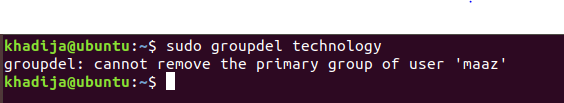 khadija@ubuntu:~$ sudo groupdel technology
groupdel: cannot remove the primary group of user 'maaz'
khadija@ubuntu:~$